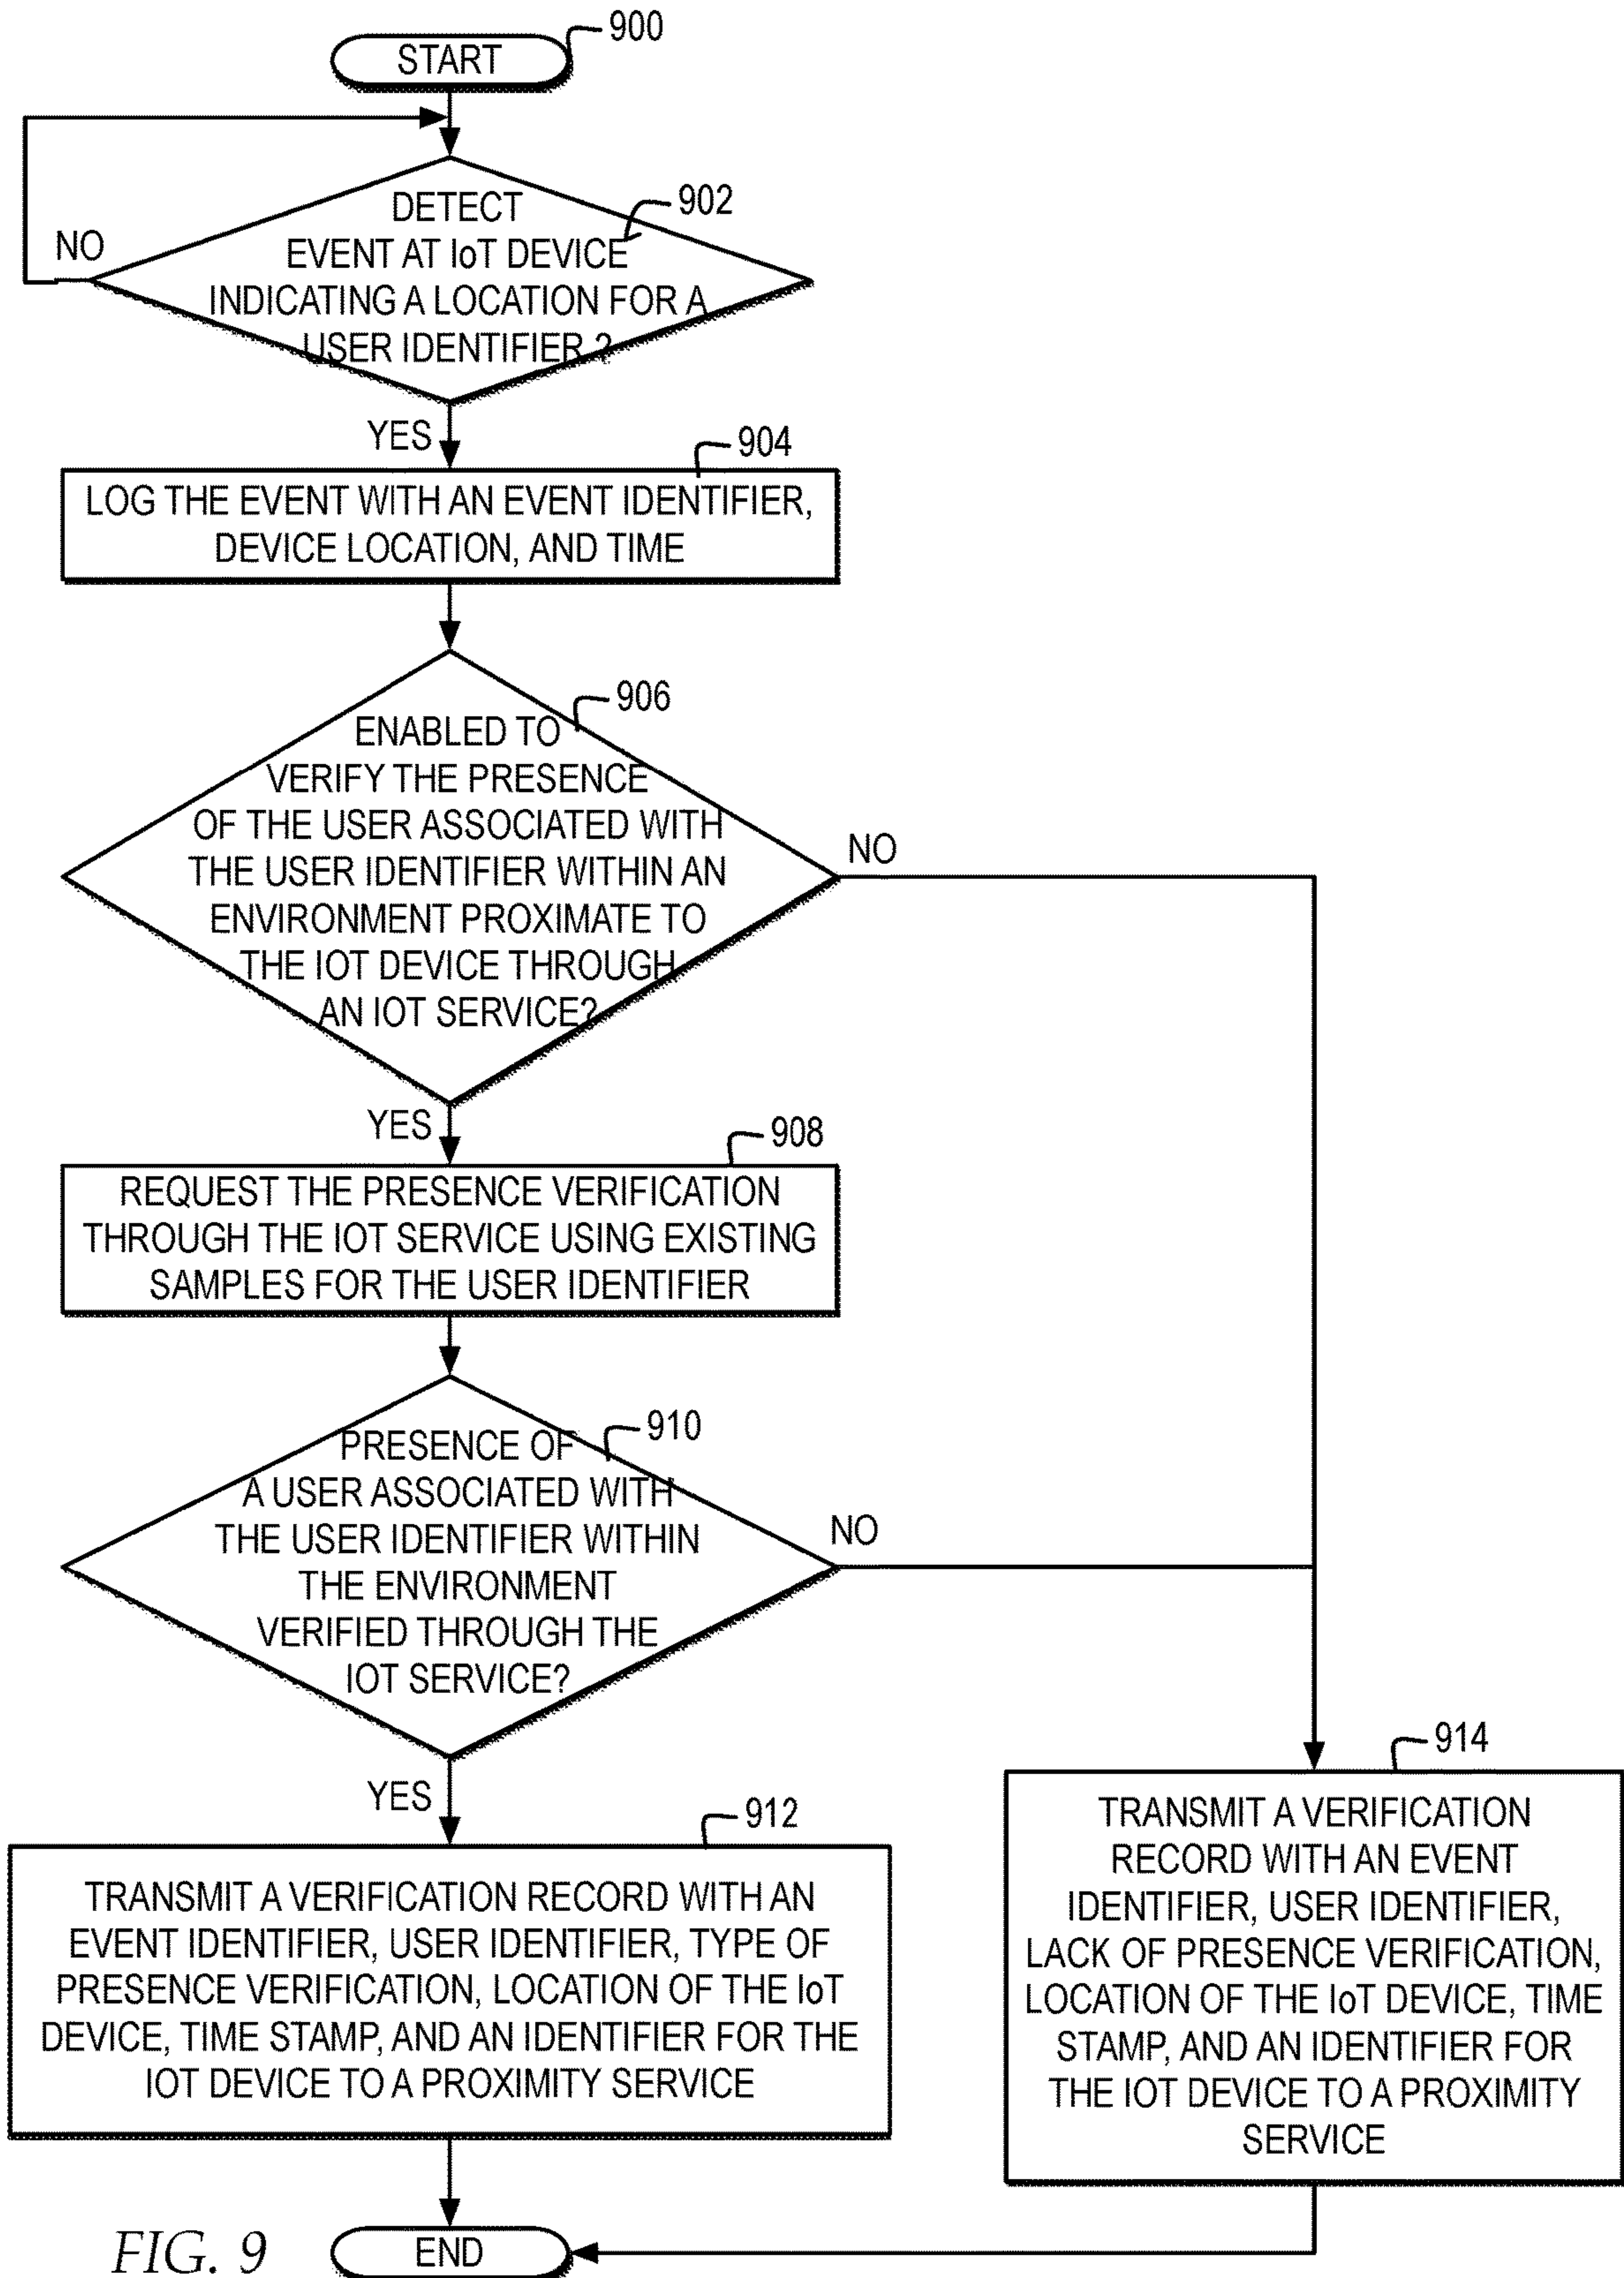 900
START
902
DETECT
EVENT AT IoT DEVICE
INDICATING A LOCATION FOR A
USER IDENTIFIER ?
NO
YES
904
LOG THE EVENT WITH AN EVENT IDENTIFIER,
DEVICE LOCATION, AND TIME
906
ENABLED TO
VERIFY THE PRESENCE
OF THE USER ASSOCIATED WITH
THE USER IDENTIFIER WITHIN AN
ENVIRONMENT PROXIMATE TO
THE IOT DEVICE THROUGH
AN IOT SERVICE?
NO
YES
908
REQUEST THE PRESENCE VERIFICATION
THROUGH THE IOT SERVICE USING EXISTING
SAMPLES FOR THE USER IDENTIFIER
910
PRESENCE OF
A USER ASSOCIATED WITH
THE USER IDENTIFIER WITHIN
THE ENVIRONMENT
VERIFIED THROUGH THE
IOT SERVICE?
NO
YES
912
TRANSMIT A VERIFICATION RECORD WITH AN
EVENT IDENTIFIER, USER IDENTIFIER, TYPE OF
PRESENCE VERIFICATION, LOCATION OF THE IoT
DEVICE, TIME STAMP, AND AN IDENTIFIER FOR THE
IOT DEVICE TO A PROXIMITY SERVICE
914
TRANSMIT A VERIFICATION
RECORD WITH AN EVENT
IDENTIFIER, USER IDENTIFIER,
LACK OF PRESENCE VERIFICATION,
LOCATION OF THE IoT DEVICE, TIME
STAMP, AND AN IDENTIFIER FOR
THE IOT DEVICE TO A PROXIMITY
SERVICE
END
FIG. 9